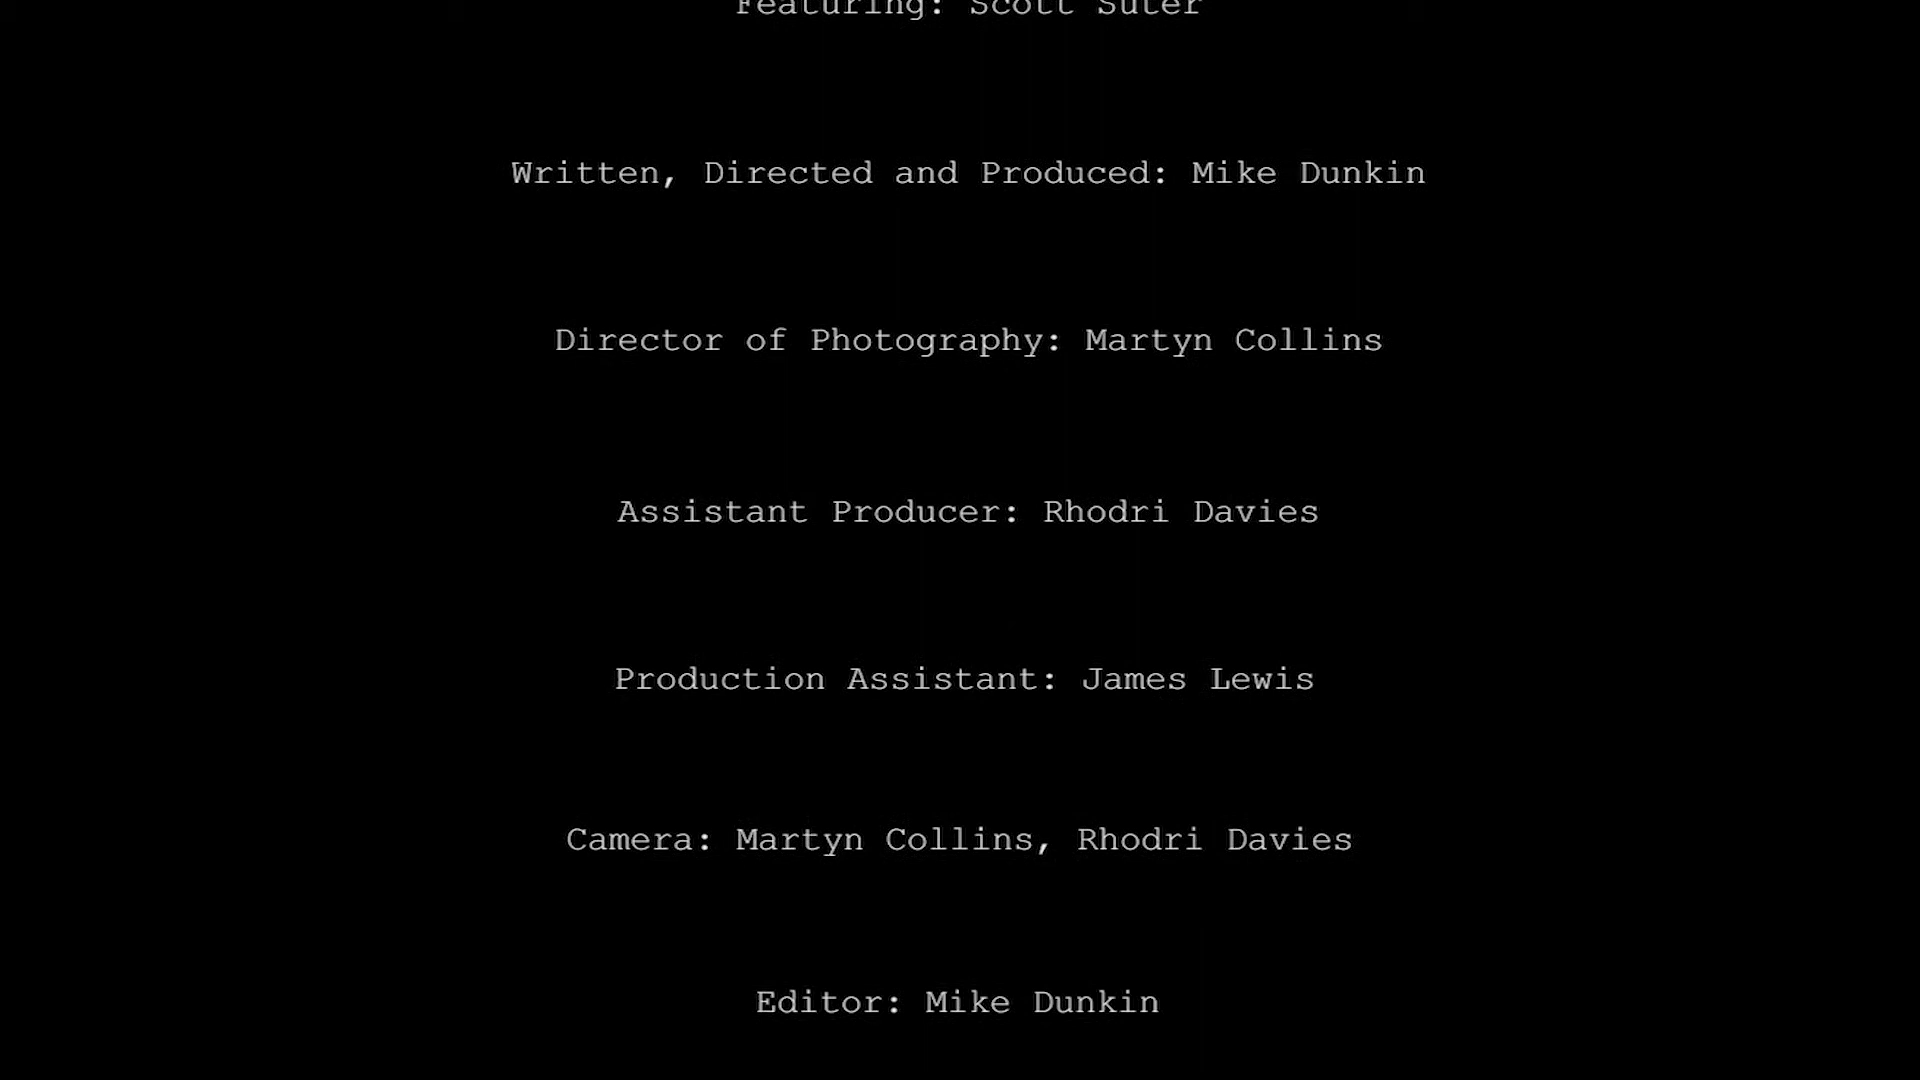 Featuring: Scott Suter
Written, Directed and Produced: Mike Dunkin
Director of Photography: Martyn Collins
Assistant Producer: Rhodri Davies
Production Assistant: James Lewis
Camera: Martyn Collins, Rhodri Davies
Editor: Mike Dunkin